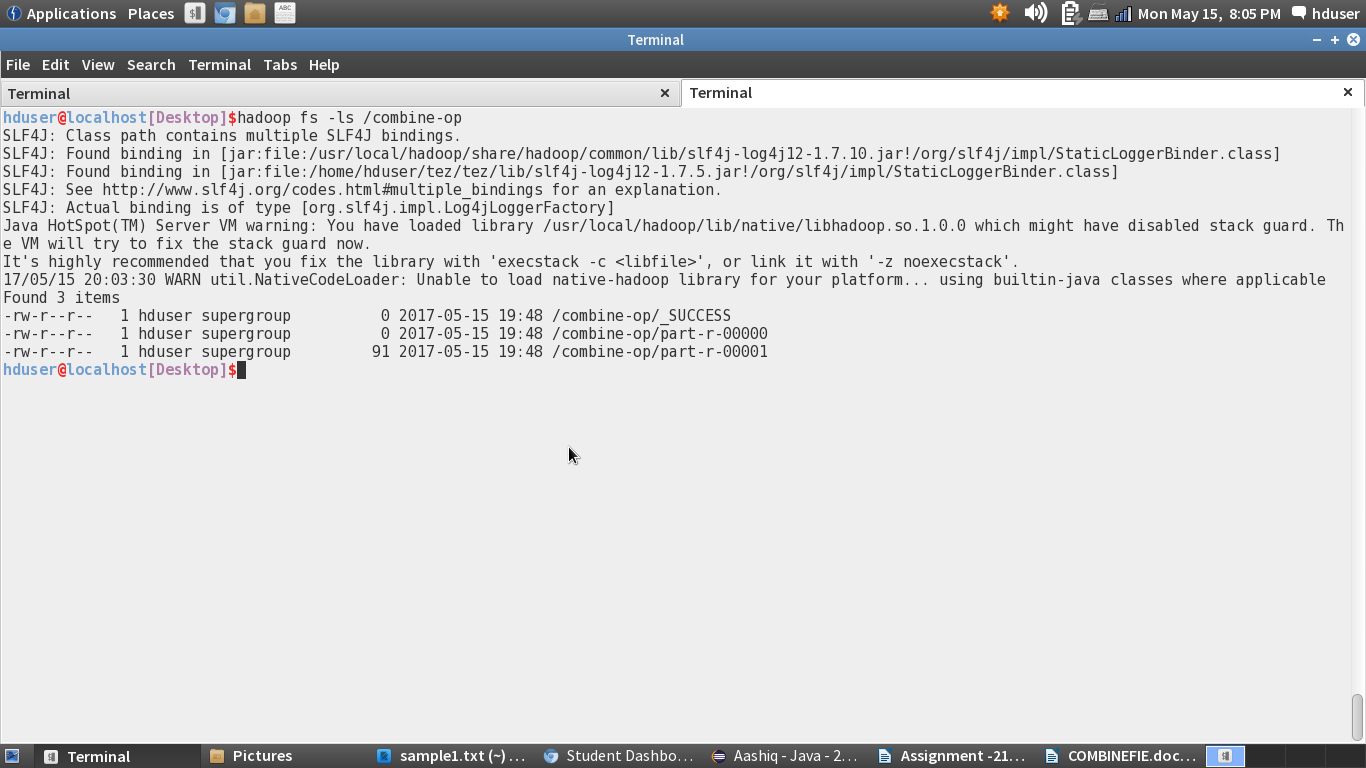 Applications Places Mon May 15, 8:05 PM hduser
Terminal
File Edit View Search Terminal Tabs Help
Terminal Terminal
hduser@localhost[Desktop]$hadoop fs -ls /combine-op
SLF4J: Class path contains multiple SLF4J bindings.
SLF4J: Found binding in [jar:file:/usr/local/hadoop/share/hadoop/common/lib/slf4j-log4j12-1.7.10.jar!/org/slf4j/impl/StaticLoggerBinder.class]
SLF4J: Found binding in [jar:file:/home/hduser/tez/tez/lib/slf4j-log4j12-1.7.5.jar!/org/slf4j/impl/StaticLoggerBinder.class]
SLF4J: See http://www.slf4j.org/codes.html#multiple_bindings for an explanation.
SLF4J: Actual binding is of type [org.slf4j.impl.Log4jLoggerFactory]
Java HotSpot(TM) Server VM warning: You have loaded library /usr/local/hadoop/lib/native/libhadoop.so.1.0.0 which might have disabled stack guard. Th
e VM will try to fix the stack guard now.
It's highly recommended that you fix the library with 'execstack -c <libfile>', or link it with '-z noexecstack'.
17/05/15 20:03:30 WARN util.NativeCodeLoader: Unable to load native-hadoop library for your platform... using builtin-java classes where applicable
Found 3 items
-rw-r--r--   1 hduser supergroup          0 2017-05-15 19:48 /combine-op/_SUCCESS
-rw-r--r--   1 hduser supergroup          0 2017-05-15 19:48 /combine-op/part-r-00000
-rw-r--r--   1 hduser supergroup         91 2017-05-15 19:48 /combine-op/part-r-00001
hduser@localhost[Desktop]$
Terminal Pictures sample1.txt (~) ... Student Dashbo... Aashiq - Java - 2... Assignment -21... COMBINEFIE.doc...